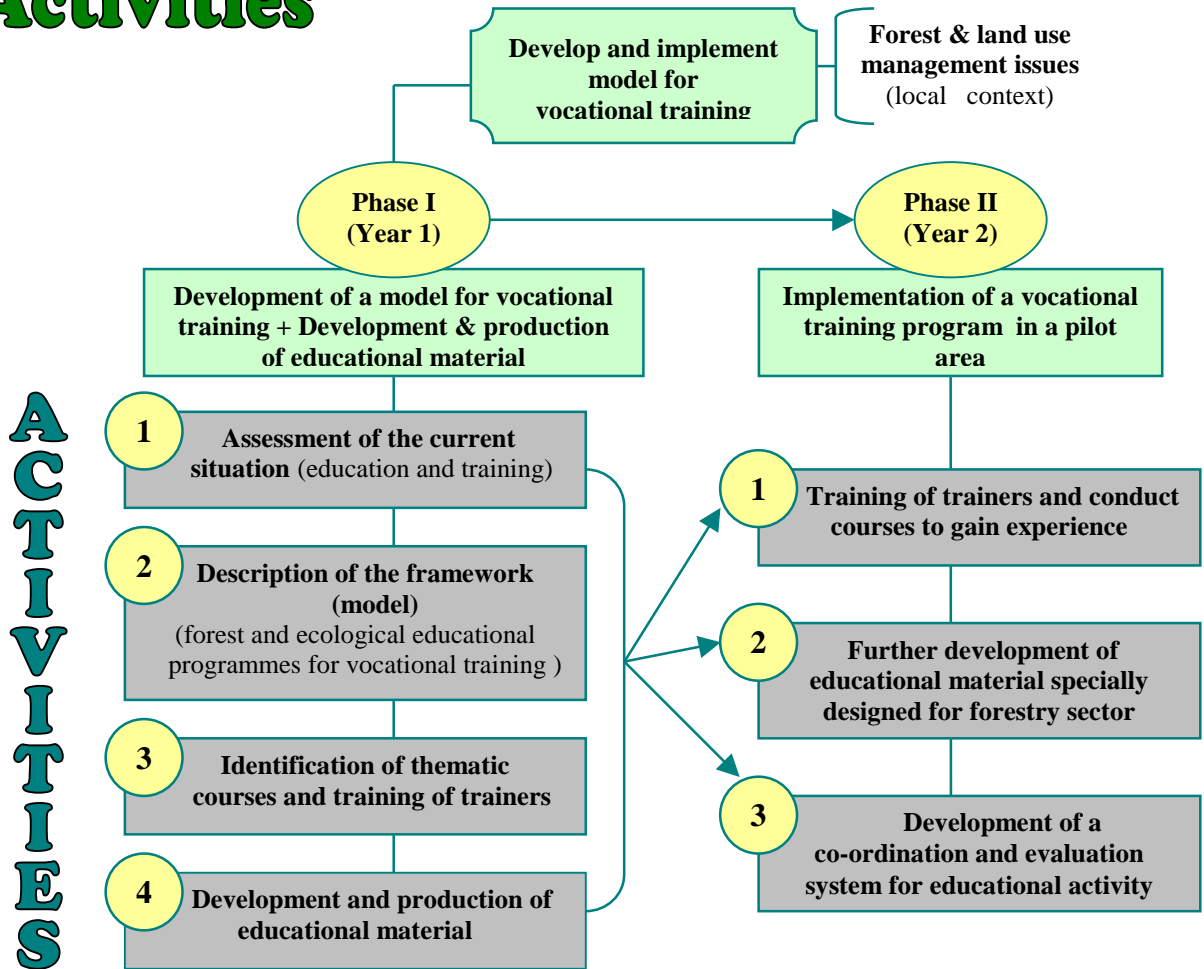 Activities
Develop and implement
model for
vocational training
Forest & land use
management issues
(local context)
Phase I
(Year 1)
Phase II
(Year 2)
Development of a model for vocational
training + Development & production
of educational material
Implementation of a vocational
training program in a pilot
area
ACTIVITIES
1
Assessment of the current
situation (education and training)
2
Description of the framework
(model)
(forest and ecological educational
programmes for vocational training )
3
Identification of thematic
courses and training of trainers
4
Development and production of
educational material
1
Training of trainers and conduct
courses to gain experience
2
Further development of
educational material specially
designed for forestry sector
3
Development of a
co-ordination and evaluation
system for educational activity